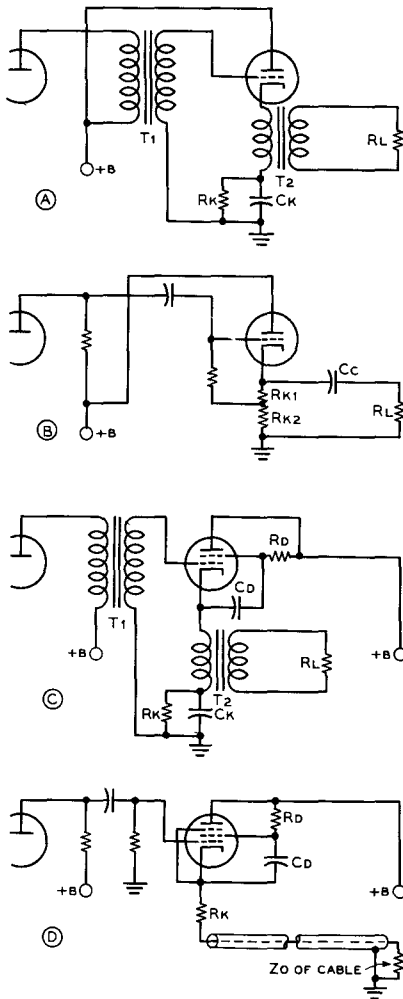 T1
+B
RK
CK
T2
RL
A
+B
CC
RK1
RK2
RL
B
RD
CD
+B
T1
RL
+B
T2
RK
CK
C
RD
CD
+B
+B
RK
D
ZO OF CABLE